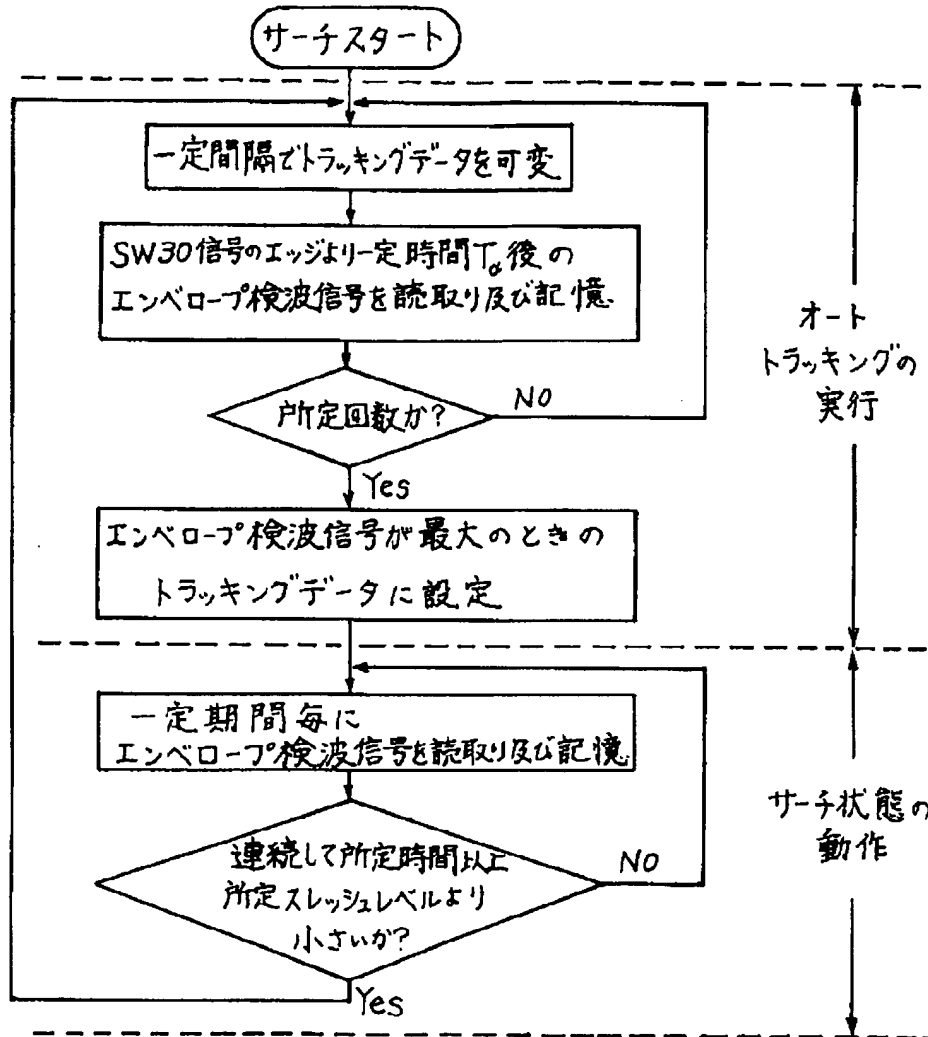 サーチスタート
一定間隔でトラッキングデータを可変
SW30信号のエッジより一定時間Tα後の
エンベロープ検波信号を読取り及び記憶
所定回数か?
NO
Yes
エンベロープ検波信号が最大のときの
トラッキングデータに設定
オート
トラッキングの
実行
一定期間毎に
エンベロープ検波信号を読取り及び記憶
連続して所定時間以上
所定スレッシュレベルより
小さいか?
NO
Yes
サーチ状態の
動作